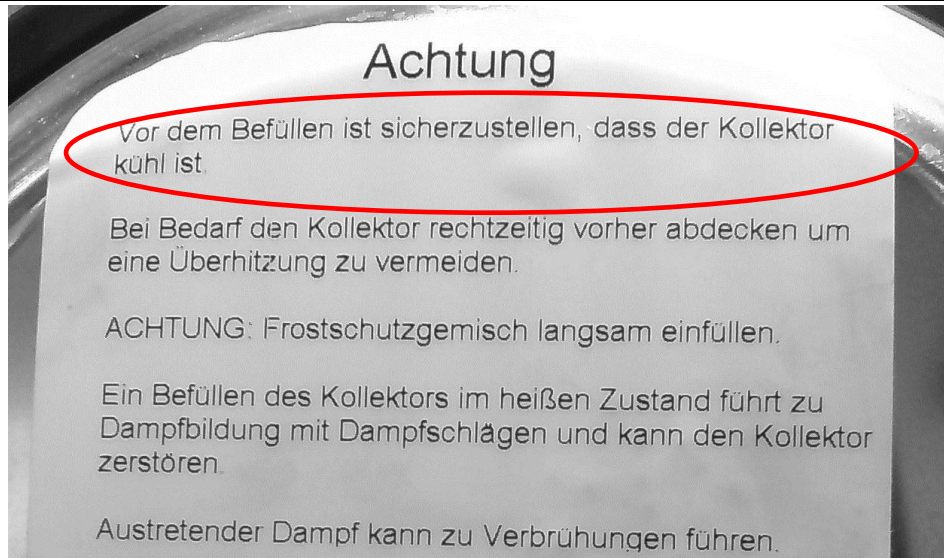 Achtung
Vor dem Befüllen ist sicherzustellen, dass der Kollektor
kühl ist.
Bei Bedarf den Kollektor rechtzeitig vorher abdecken um
eine Überhitzung zu vermeiden.
ACHTUNG: Frostschutzgemisch langsam einfüllen.
Ein Befüllen des Kollektors im heißen Zustand führt zu
Dampfbildung mit Dampfschlägen und kann den Kollektor
zerstören.
Austretender Dampf kann zu Verbrühungen führen.